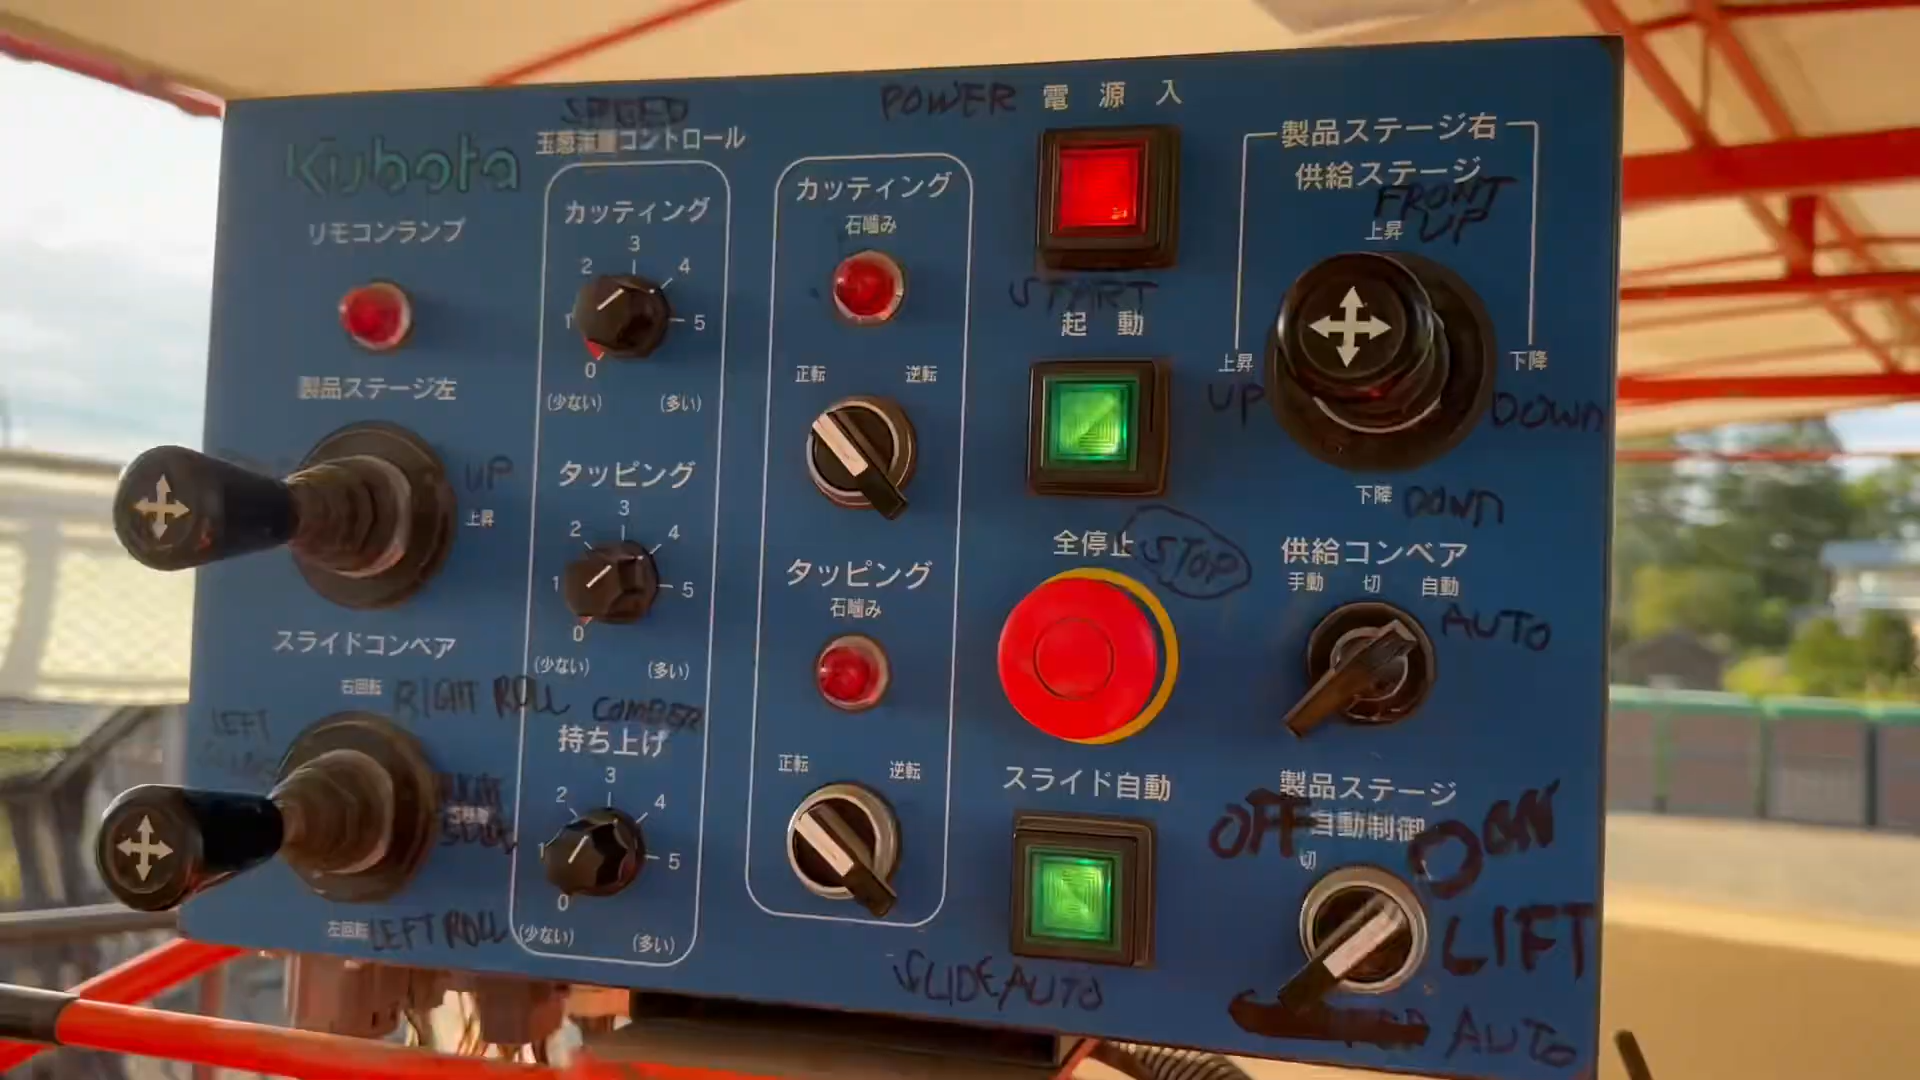 Kubota
リモコンランプ
製品ステージ左
UP
上昇
スライドコンベア
右回転
RIGHT ROLL
LEFT
左回転
LEFT ROLL
SPEED
コントロール
カッティング
0
1
2
3
4
5
(少ない)
(多い)
タッピング
0
1
2
3
4
5
(少ない)
(多い)
持ち上げ
0
1
2
3
4
5
(少ない)
(多い)
カッティング
石噛み
正転
逆転
タッピング
石噛み
正転
逆転
POWER
電源入
START
起動
全停止
STOP
スライド自動
SLIDE AUTO
製品ステージ右
供給ステージ
FRONT
UP
上昇
上昇
下降
UP
DOWN
下降
DOWN
供給コンベア
手動
切
自動
AUTO
製品ステージ
自動制御
OFF
ON
切
LIFT
AUTO